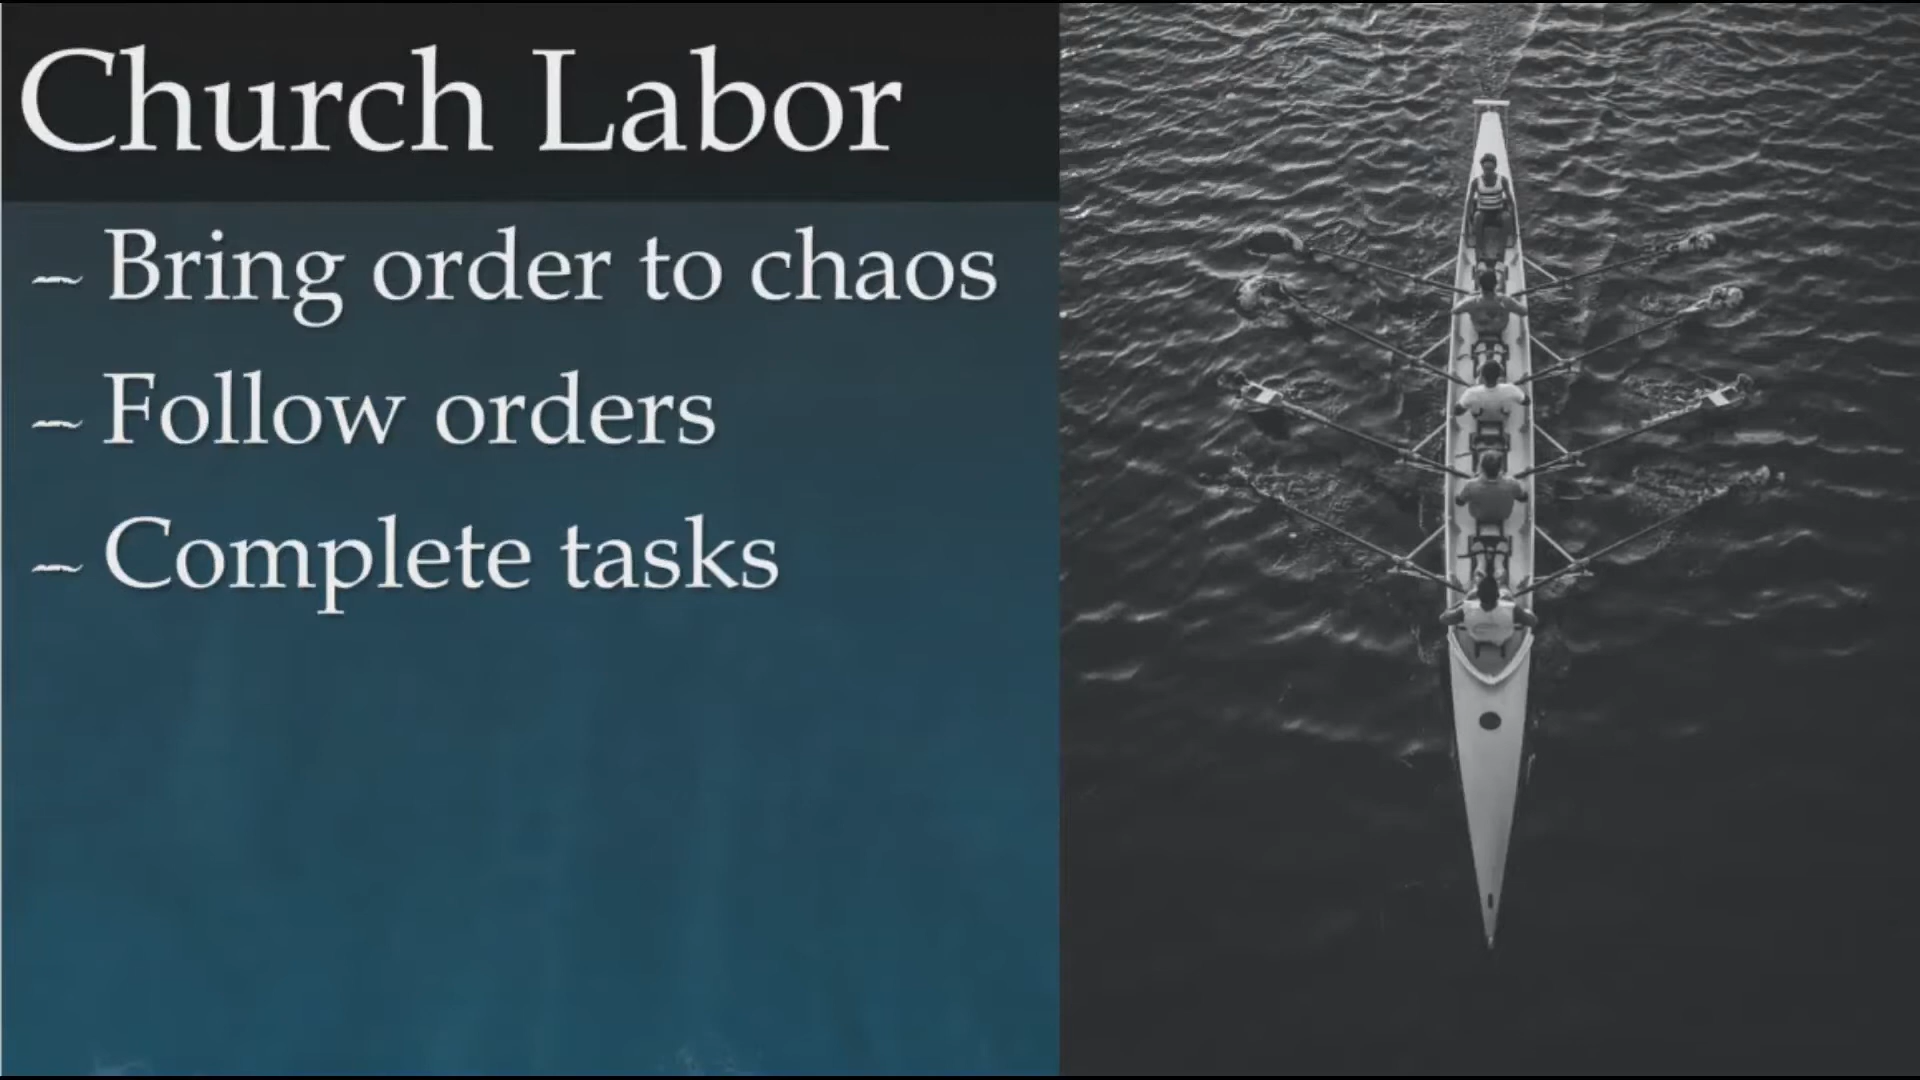 Church Labor
~ Bring order to chaos
~ Follow orders
~ Complete tasks